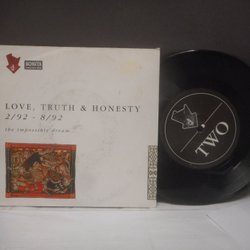 LOVE, TRUTH & HONESTY
2/92 - 8/92
the impossible dream
TWO